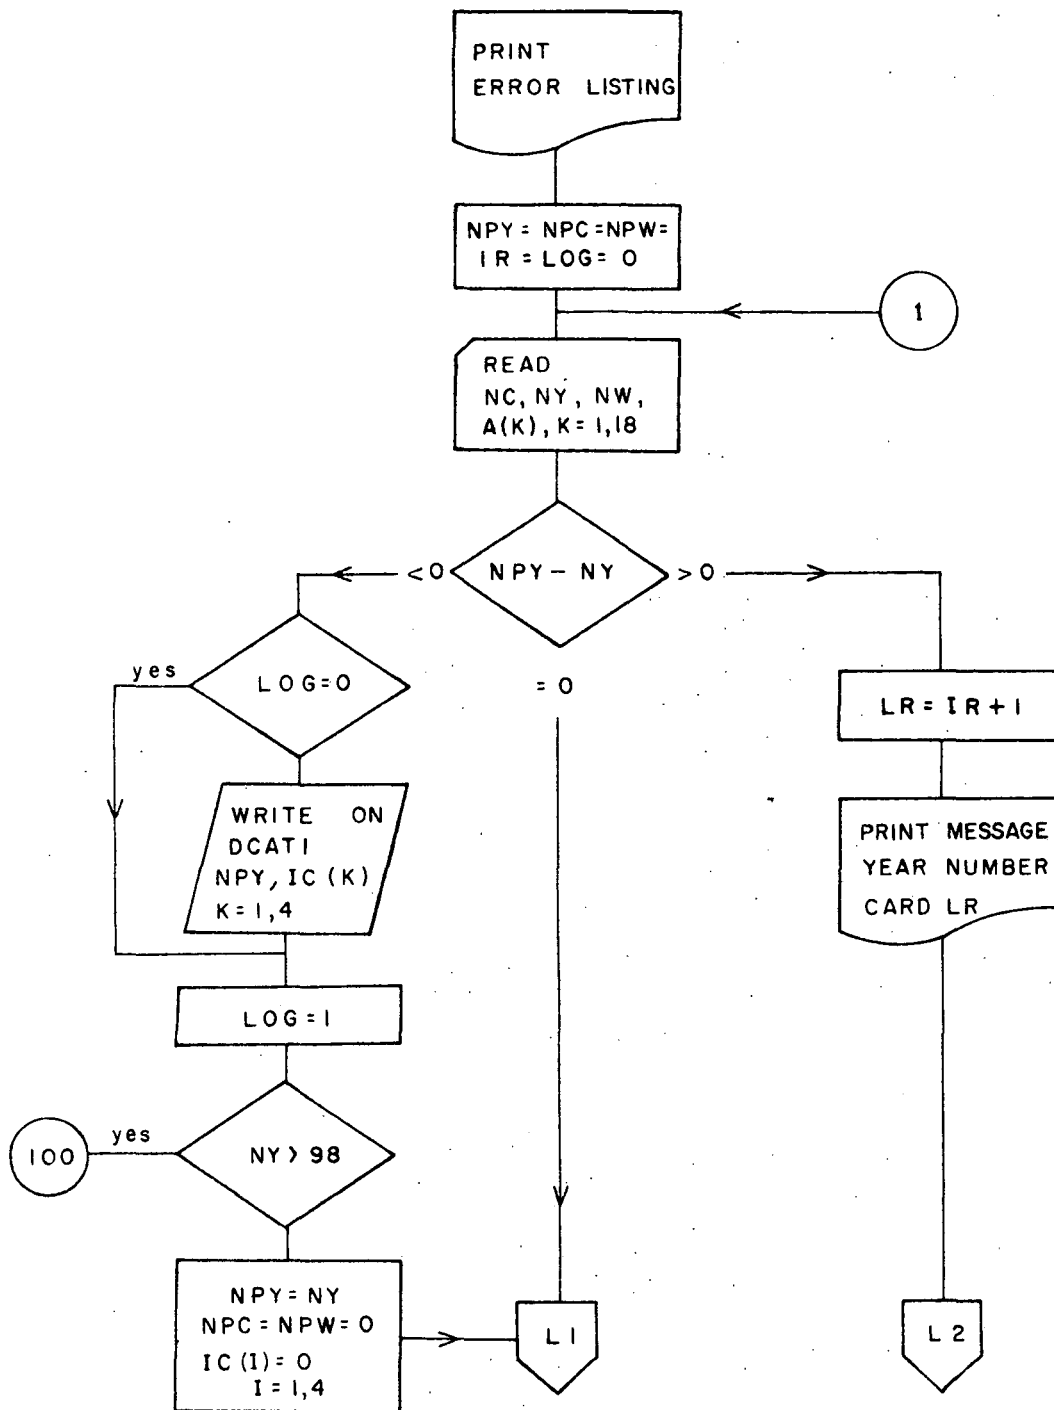 PRINT
ERROR LISTING
NPY = NPC=NPW=
IR = LOG = 0
1
READ
NC, NY, NW,
A(K), K=1,18
<0
NPY - NY
>0
yes
LOG=0
=0
LR = IR + 1
WRITE ON
DCAT1
NPY, IC (K)
K=1,4
PRINT MESSAGE
YEAR NUMBER
CARD LR
LOG=1
100
yes
NY > 98
NPY = NY
NPC = NPW = 0
IC (I) = 0
I = 1,4
L1
L2